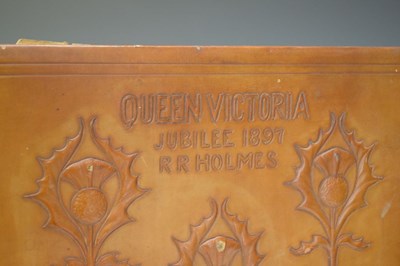 QUEEN VICTORIA
JUBILEE 1897
R R HOLMES